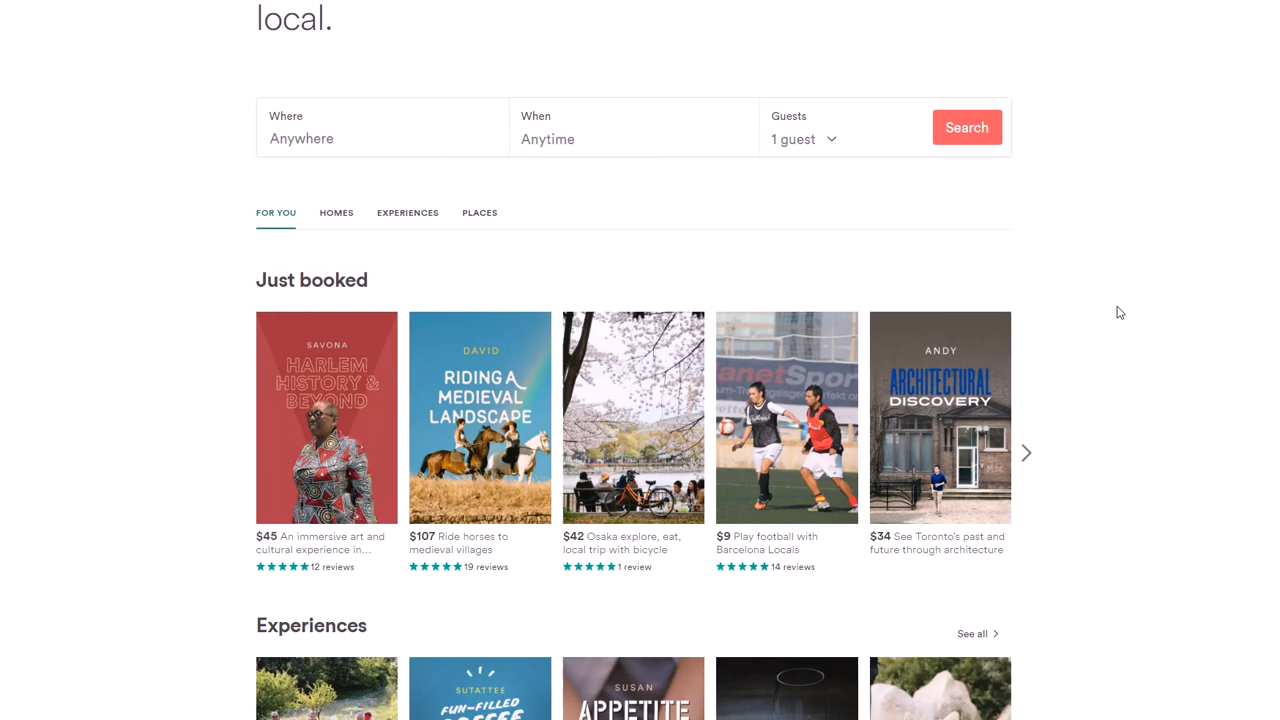 local.
Where
Anywhere
When
Anytime
Guests
1 guest
Search
FOR YOU
HOMES
EXPERIENCES
PLACES
Just booked
SAVONA
HARLEM
HISTORY &
BEYOND
DAVID
RIDING A
MEDIEVAL
LANDSCAPE
anetSpor
ANDY
ARCHITECTURAL
DISCOVERY
$45 An immersive art and
cultural experience in...
12 reviews
$107 Ride horses to
medieval villages
19 reviews
$42 Osaka explore, eat,
local trip with bicycle
1 review
$9 Play football with
Barcelona Locals
14 reviews
$34 See Toronto's past and
future through architecture
Experiences
See all
SUTATTEE
FUN-FILLED
COFFEE
SUSAN
APPETITE